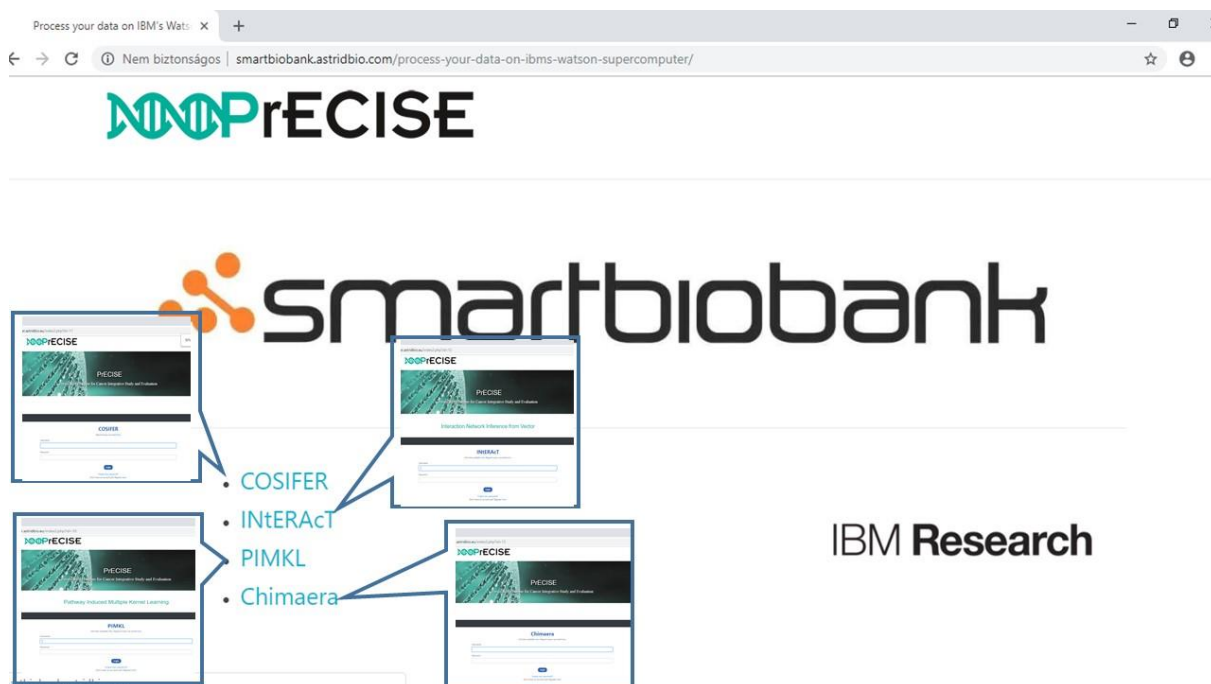 Process your data on IBM's Wats
Nem biztonságos | smartbiobank.astridbio.com/process-your-data-on-ibms-watson-supercomputer/
PrECISE
smartbiobank
PrECISE
PrECISE
COSIFER
PrECISE
PrECISE
Interaction Network Inference from Vector
INtERAcT
• COSIFER
• INtERAcT
• PIMKL
• Chimaera
IBM Research
PrECISE
PrECISE
Pathway Induced Multiple Kernel Learning
PIMKL
PrECISE
PrECISE
Chimaera